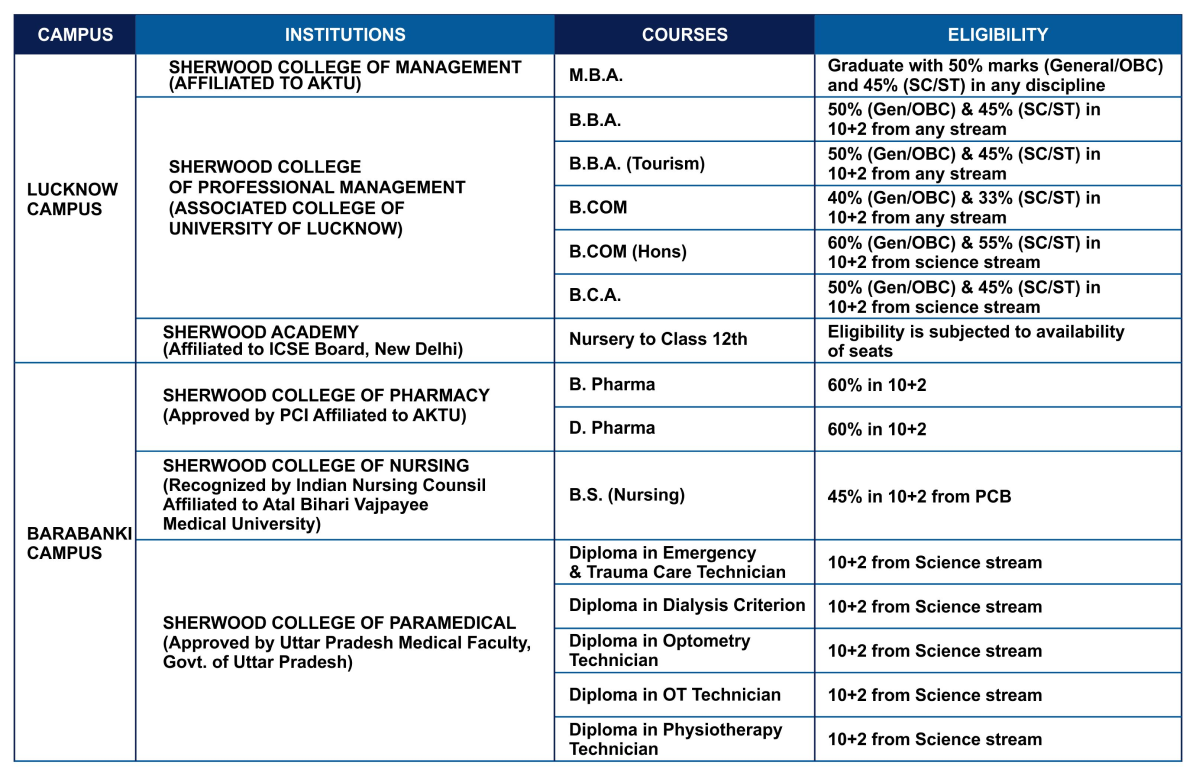 CAMPUS INSTITUTIONS COURSES ELIGIBILITY
LUCKNOW
CAMPUS
SHERWOOD COLLEGE OF MANAGEMENT
(AFFILIATED TO AKTU)
M.B.A.
Graduate with 50% marks (General/OBC)
and 45% (SC/ST) in any discipline
SHERWOOD COLLEGE
OF PROFESSIONAL MANAGEMENT
(ASSOCIATED COLLEGE OF
UNIVERSITY OF LUCKNOW)
B.B.A.
50% (Gen/OBC) & 45% (SC/ST) in
10+2 from any stream
B.B.A. (Tourism)
50% (Gen/OBC) & 45% (SC/ST) in
10+2 from any stream
B.COM
40% (Gen/OBC) & 33% (SC/ST) in
10+2 from any stream
B.COM (Hons)
60% (Gen/OBC) & 55% (SC/ST) in
10+2 from science stream
B.C.A.
50% (Gen/OBC) & 45% (SC/ST) in
10+2 from science stream
SHERWOOD ACADEMY
(Affiliated to ICSE Board, New Delhi)
Nursery to Class 12th
Eligibility is subjected to availability
of seats
BARABANKI
CAMPUS
SHERWOOD COLLEGE OF PHARMACY
(Approved by PCI Affiliated to AKTU)
B. Pharma
60% in 10+2
D. Pharma
60% in 10+2
SHERWOOD COLLEGE OF NURSING
(Recognized by Indian Nursing Counsil
Affiliated to Atal Bihari Vajpayee
Medical University)
B.S. (Nursing)
45% in 10+2 from PCB
SHERWOOD COLLEGE OF PARAMEDICAL
(Approved by Uttar Pradesh Medical Faculty,
Govt. of Uttar Pradesh)
Diploma in Emergency
& Trauma Care Technician
10+2 from Science stream
Diploma in Dialysis Criterion
10+2 from Science stream
Diploma in Optometry
Technician
10+2 from Science stream
Diploma in OT Technician
10+2 from Science stream
Diploma in Physiotherapy
Technician
10+2 from Science stream